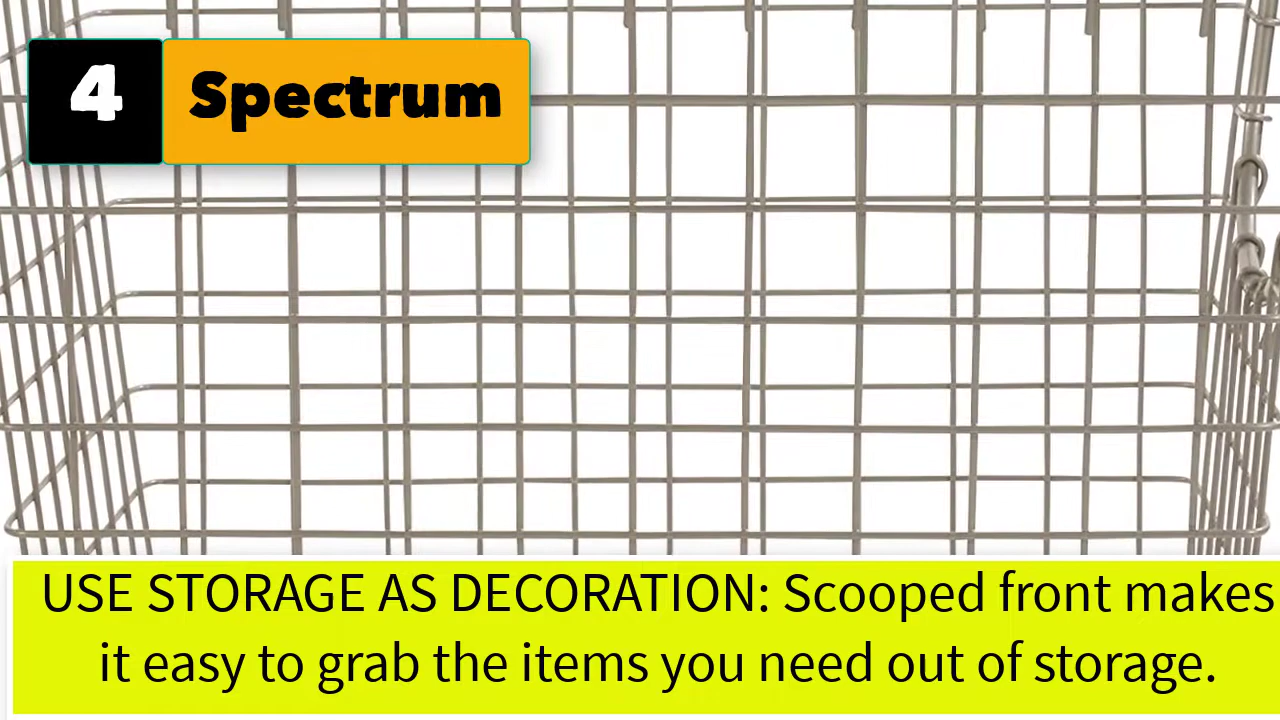 4 Spectrum
USE STORAGE AS DECORATION: Scooped front makes
it easy to grab the items you need out of storage.